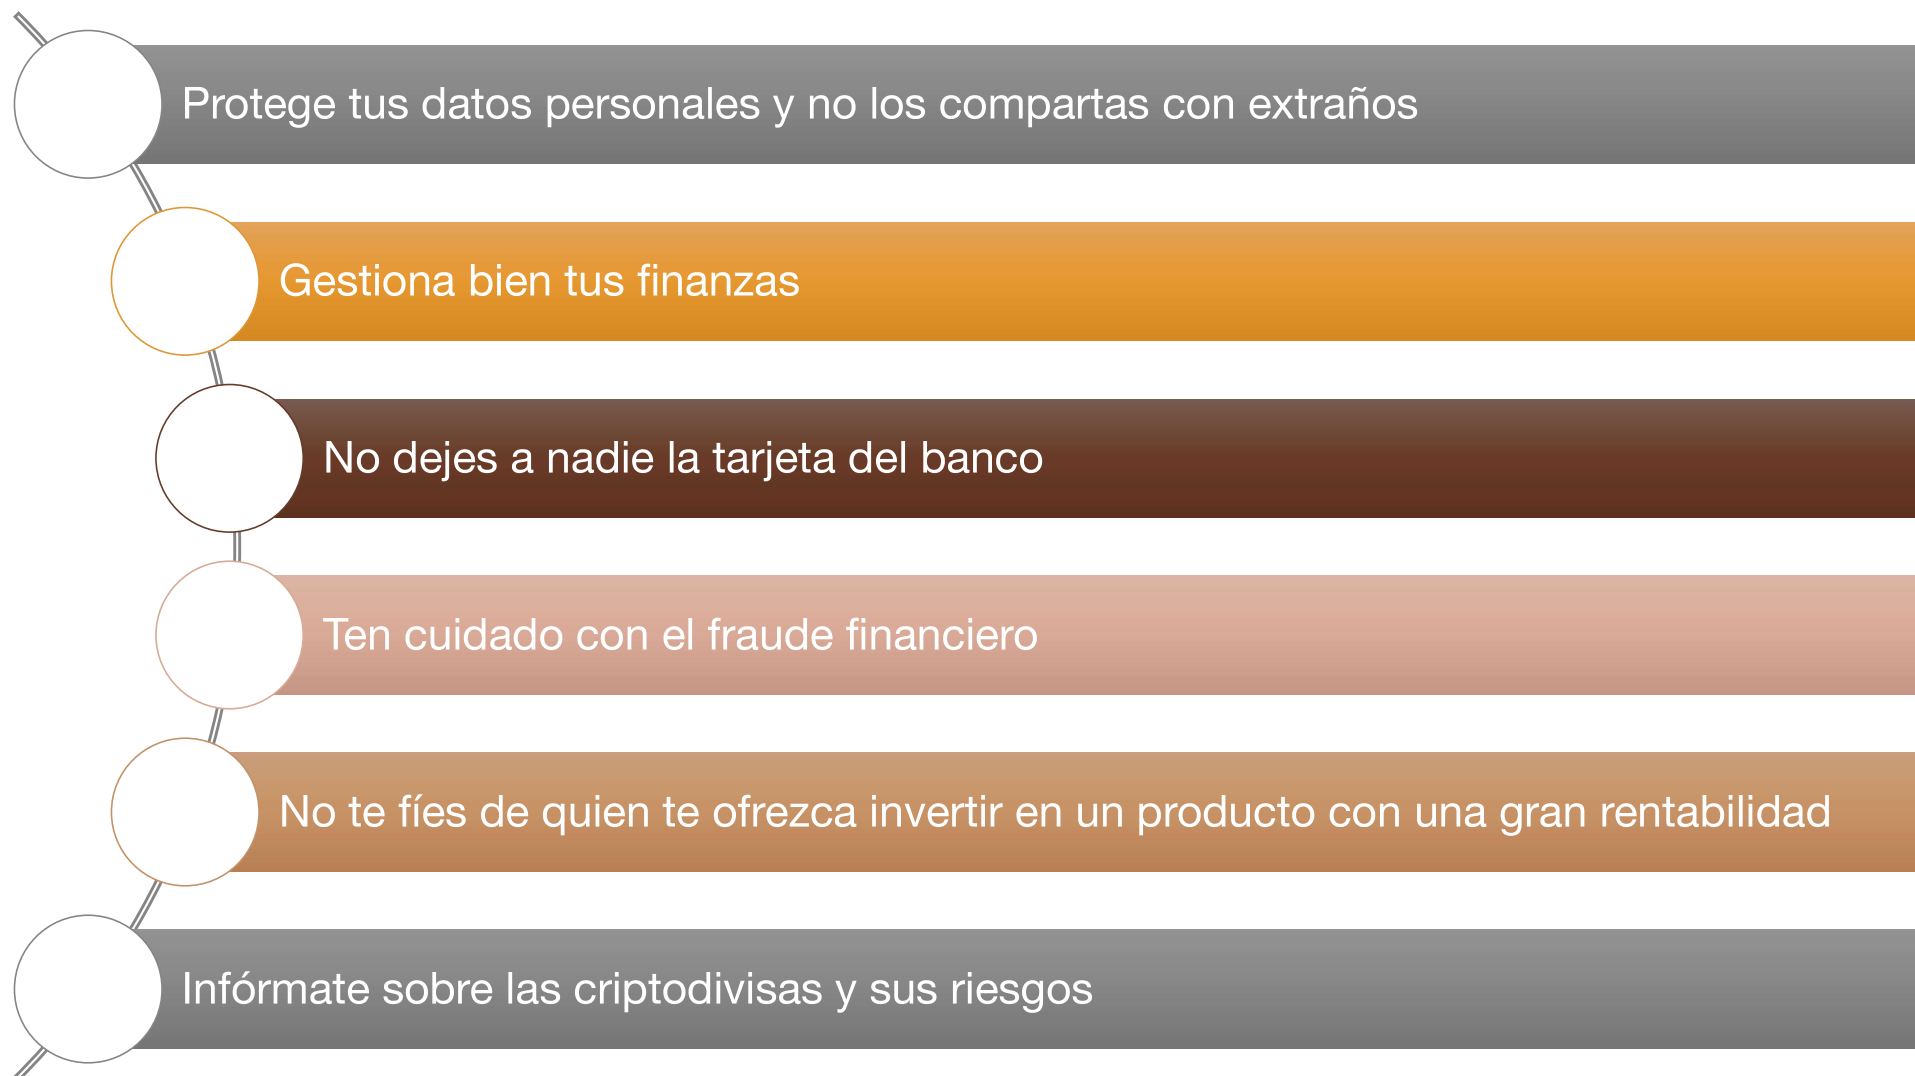 Protege tus datos personales y no los compartas con extraños
Gestiona bien tus finanzas
No dejes a nadie la tarjeta del banco
Ten cuidado con el fraude financiero
No te fíes de quien te ofrezca invertir en un producto con una gran rentabilidad
Infórmate sobre las criptodivisas y sus riesgos